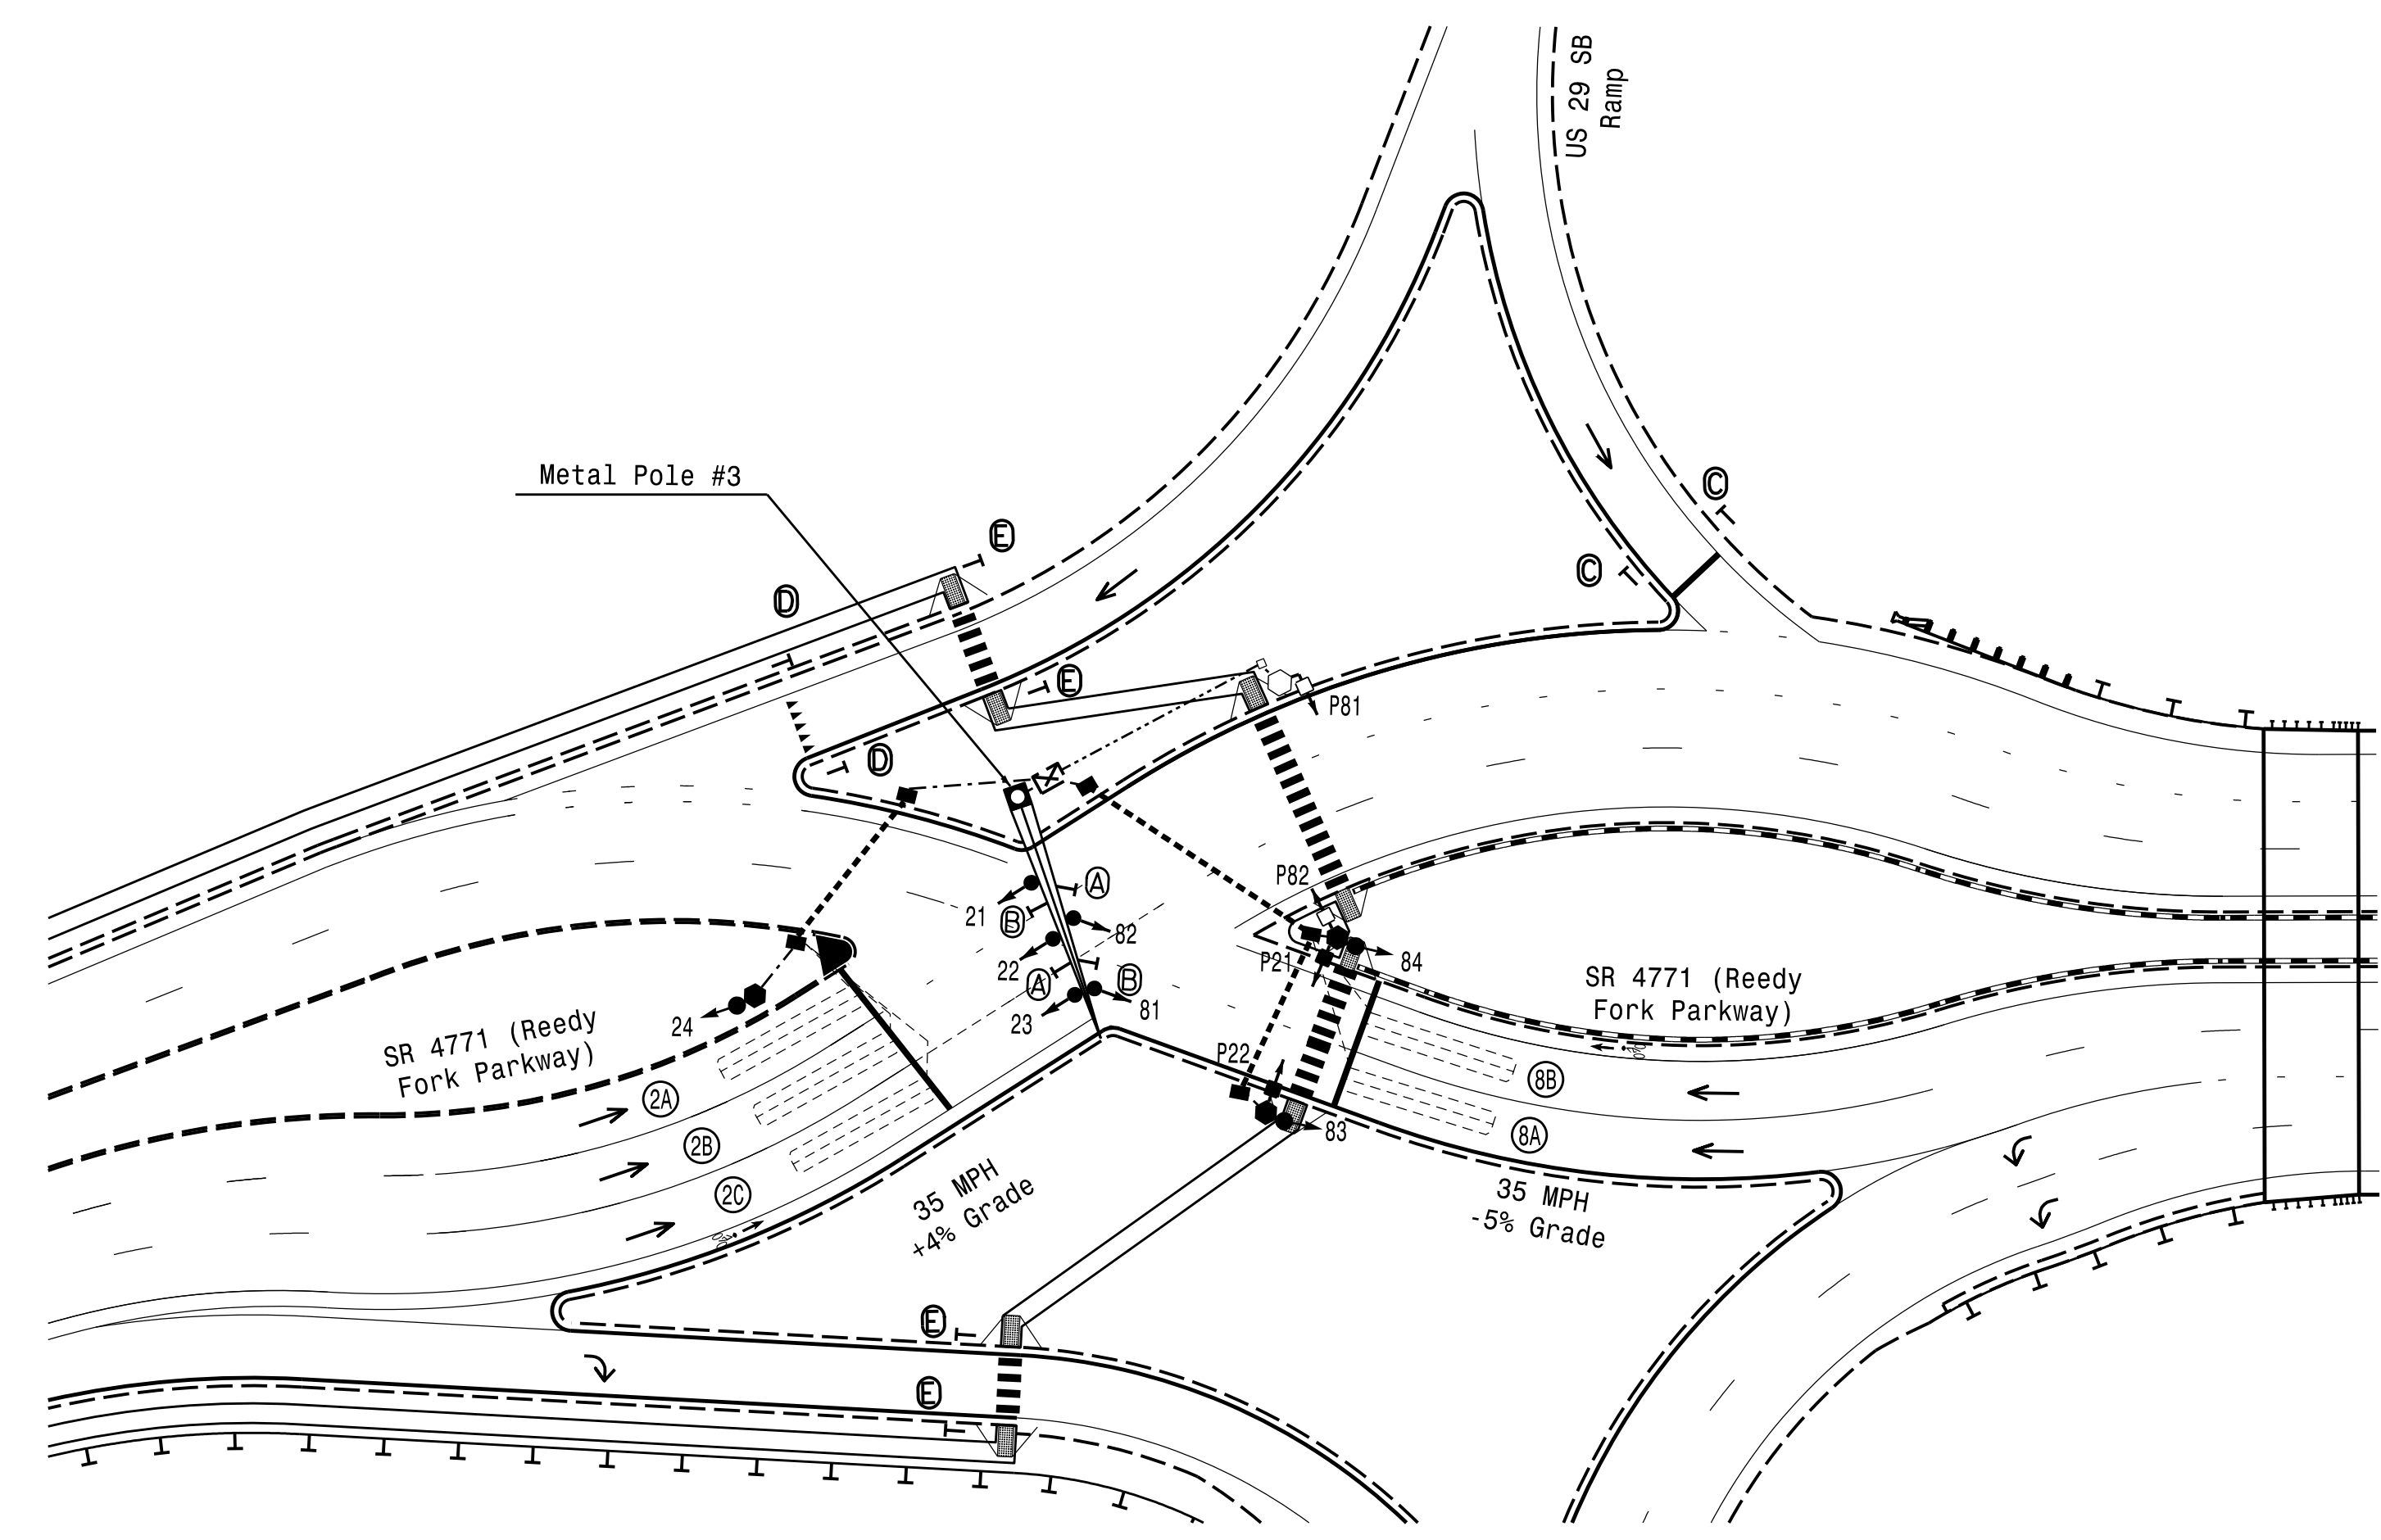 US 29 SB
Ramp
Metal Pole #3
C
E
C
D
E
P81
D
P82
A
21
B
82
22
P21
84
A
B
SR 4771 (Reedy
Fork Parkway)
81
23
24
SR 4771 (Reedy
Fork Parkway)
P22
8B
2A
83
8A
2B
2C
35 MPH
+4% Grade
35 MPH
-5% Grade
E
E